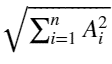 √(∑_{i=1}^{n} A_i^2)